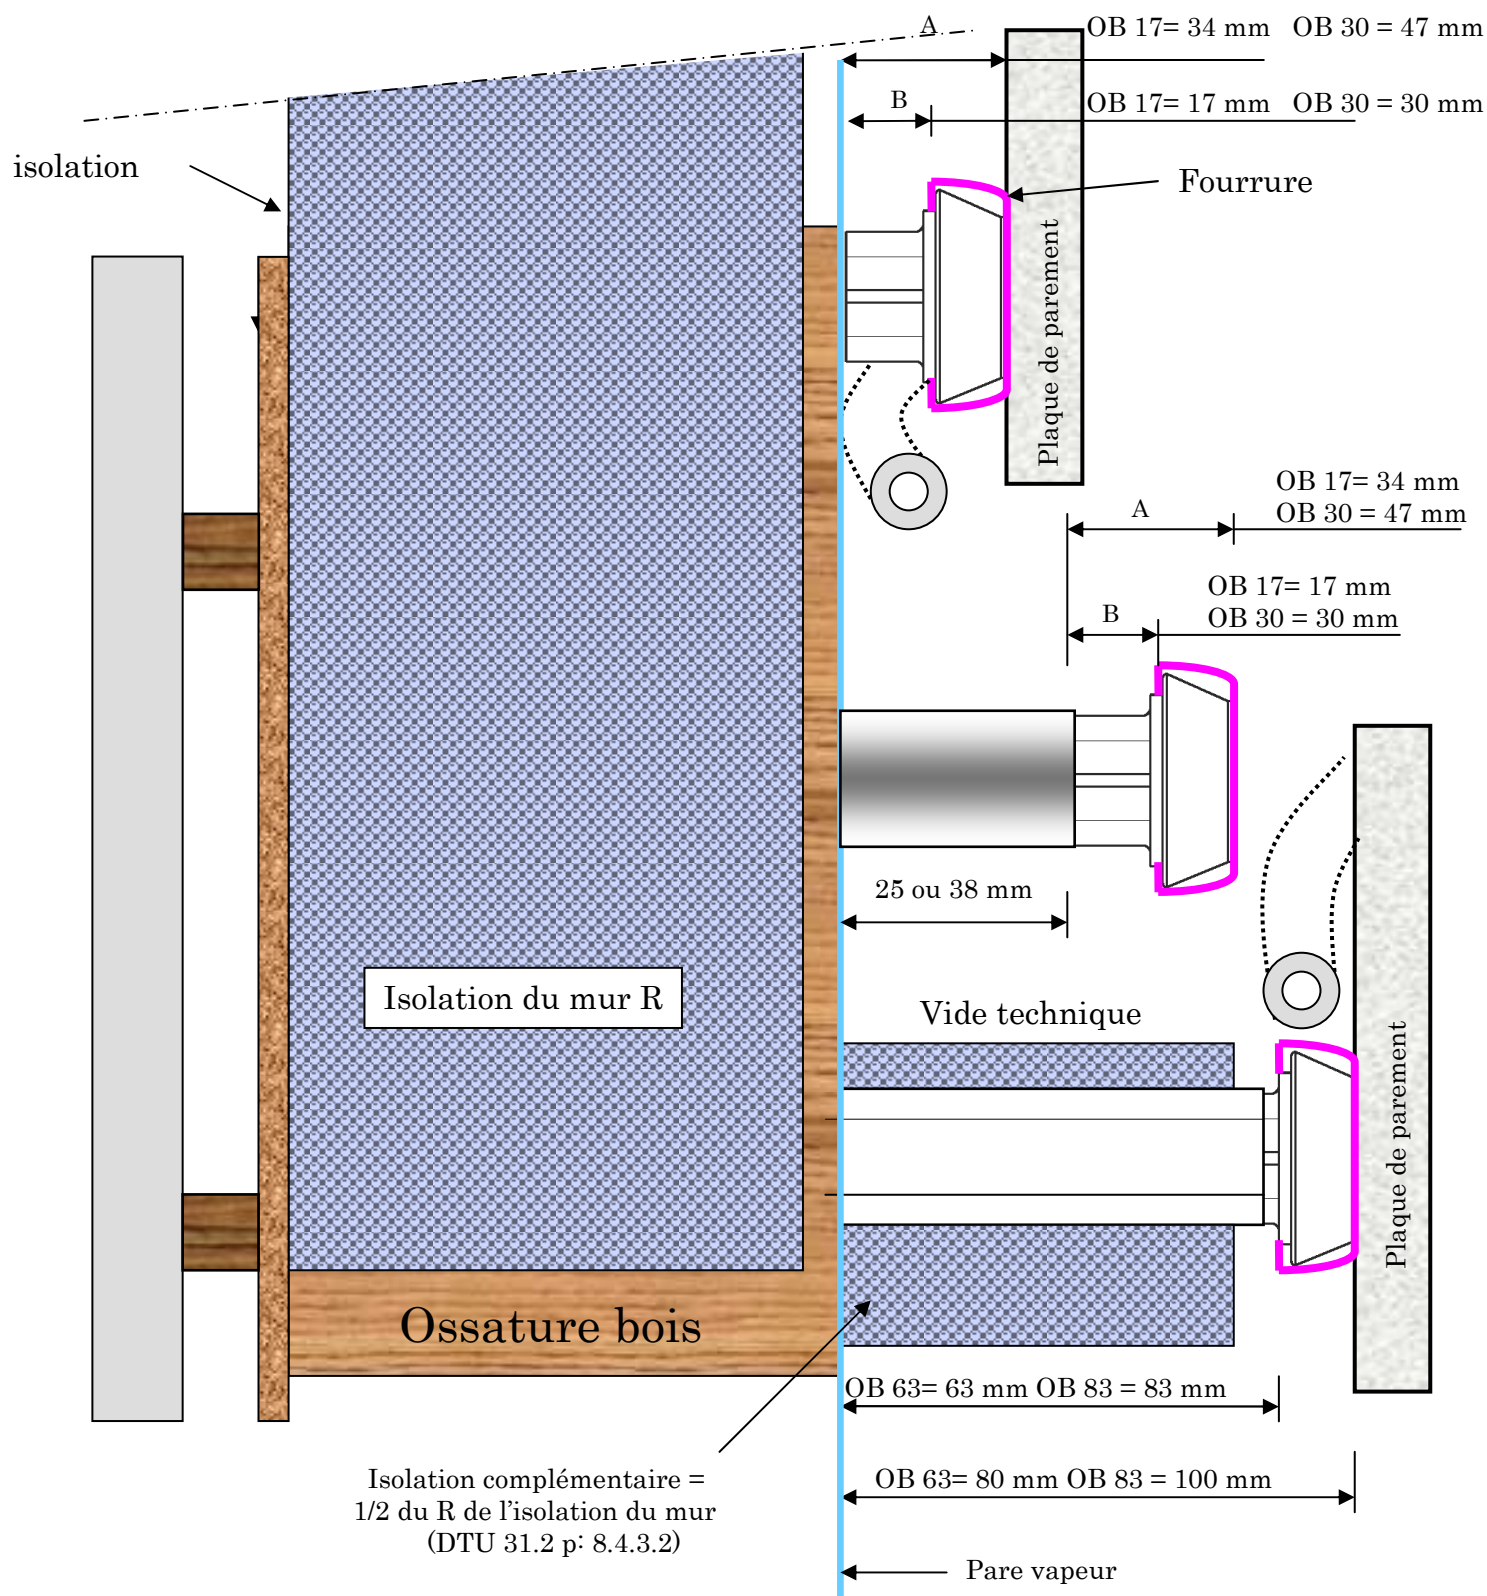 A
OB 17= 34 mm OB 30 = 47 mm
B
OB 17= 17 mm OB 30 = 30 mm
isolation
Fourrure
Plaque de parement
A
OB 17= 34 mm
OB 30 = 47 mm
B
OB 17= 17 mm
OB 30 = 30 mm
25 ou 38 mm
Isolation du mur R
Vide technique
Plaque de parement
Ossature bois
OB 63= 63 mm OB 83 = 83 mm
OB 63= 80 mm OB 83 = 100 mm
Isolation complémentaire =
1/2 du R de l’isolation du mur
(DTU 31.2 p: 8.4.3.2)
Pare vapeur